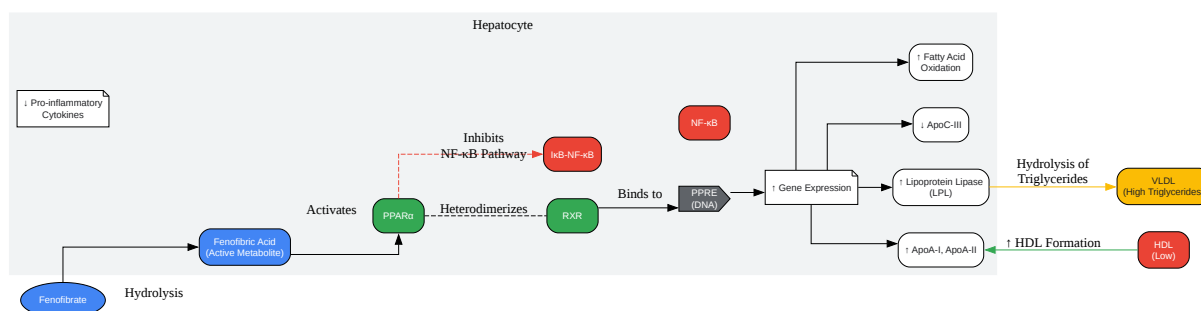 Hepatocyte
↑ Fatty Acid
Oxidation
↓ Pro-inflammatory
Cytokines
NF-κB
↓ ApoC-III
Inhibits
NF-κB Pathway
IκB-NF-κB
Hydrolysis of
Triglycerides
VLDL
(High Triglycerides)
↑ Gene Expression
↑ Lipoprotein Lipase
(LPL)
Binds to
PPRE
(DNA)
Activates
PPARα
Heterodimerizes
RXR
Fenofibric Acid
(Active Metabolite)
↑ ApoA-I, ApoA-II
↑ HDL Formation
HDL
(Low)
Fenofibrate
Hydrolysis